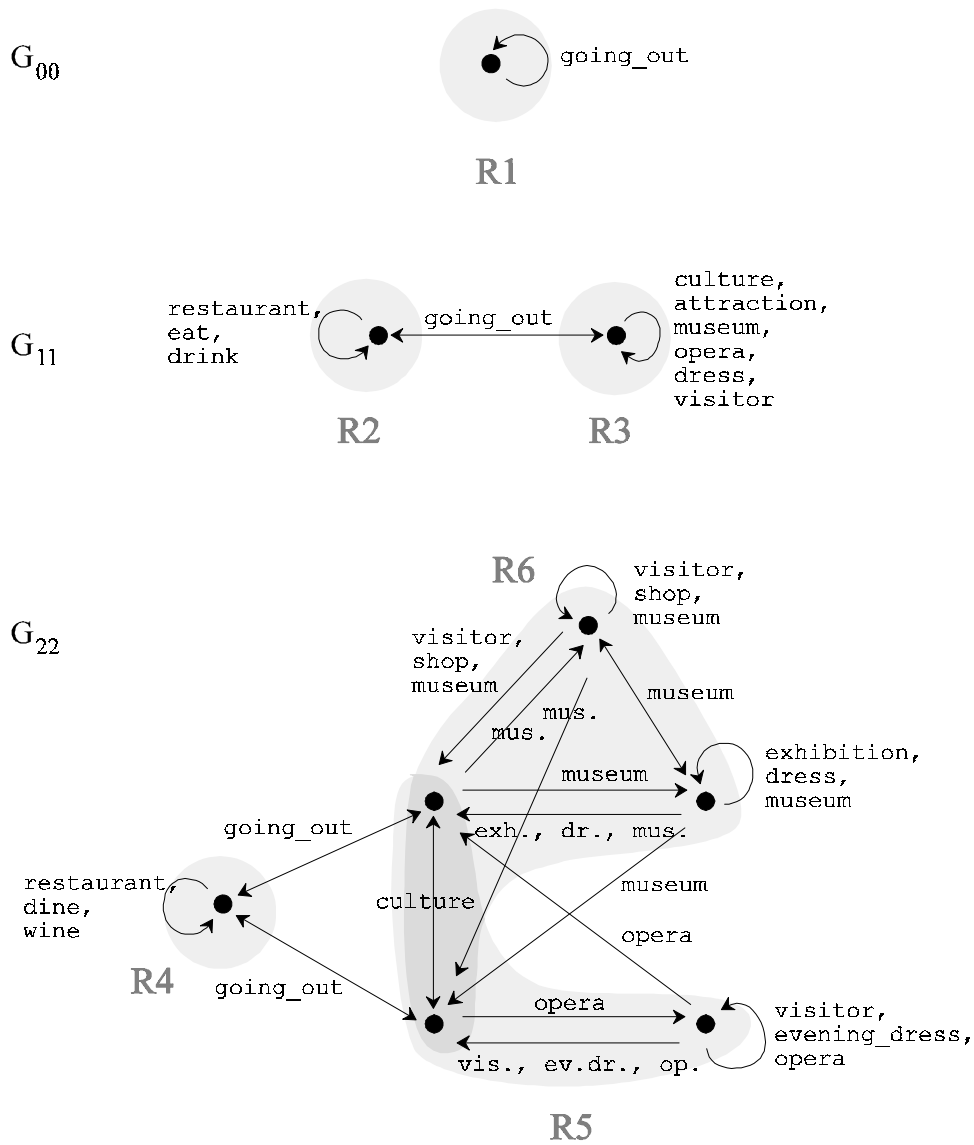 G00
going_out
R1
culture,
attraction,
museum,
opera,
dress,
visitor
restaurant,
eat,
drink
going_out
G11
R2
R3
R6
visitor,
shop,
museum
G22
visitor,
shop,
museum
museum
mus.
mus.
exhibition,
dress,
museum
museum
going_out
exh., dr., mus.
restaurant,
dine,
wine
culture
museum
opera
R4
going_out
opera
visitor,
evening_dress,
opera
vis., ev.dr., op.
R5